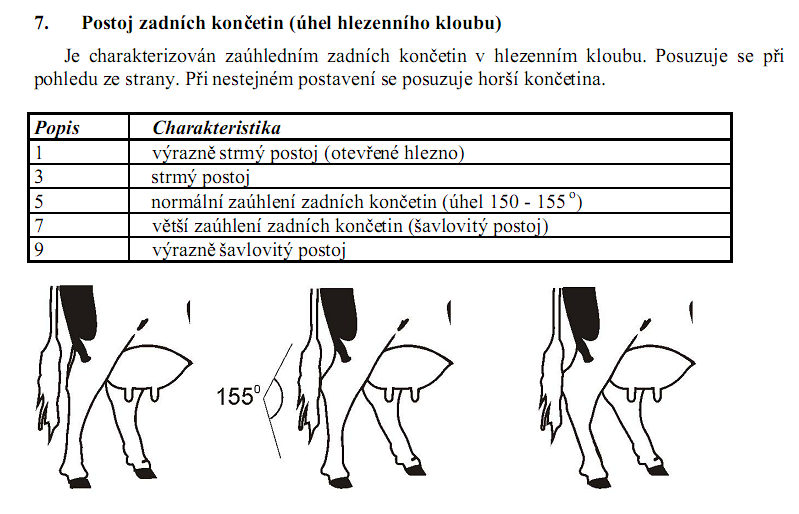 7. Postoj zadních končetin (úhel hlezenního kloubu)
Je charakterizován zaúhledním zadních končetin v hlezenním kloubu. Posuzuje se při
pohledu ze strany. Při nestejném postavení se posuzuje horší končetina.
Popis Charakteristika
1 výrazně strmý postoj (otevřené hlezno)
3 strmý postoj
5 normální zaúhlení zadních končetin (úhel 150 - 155°)
7 větší zaúhlení zadních končetin (šavlovitý postoj)
9 výrazně šavlovitý postoj
155°